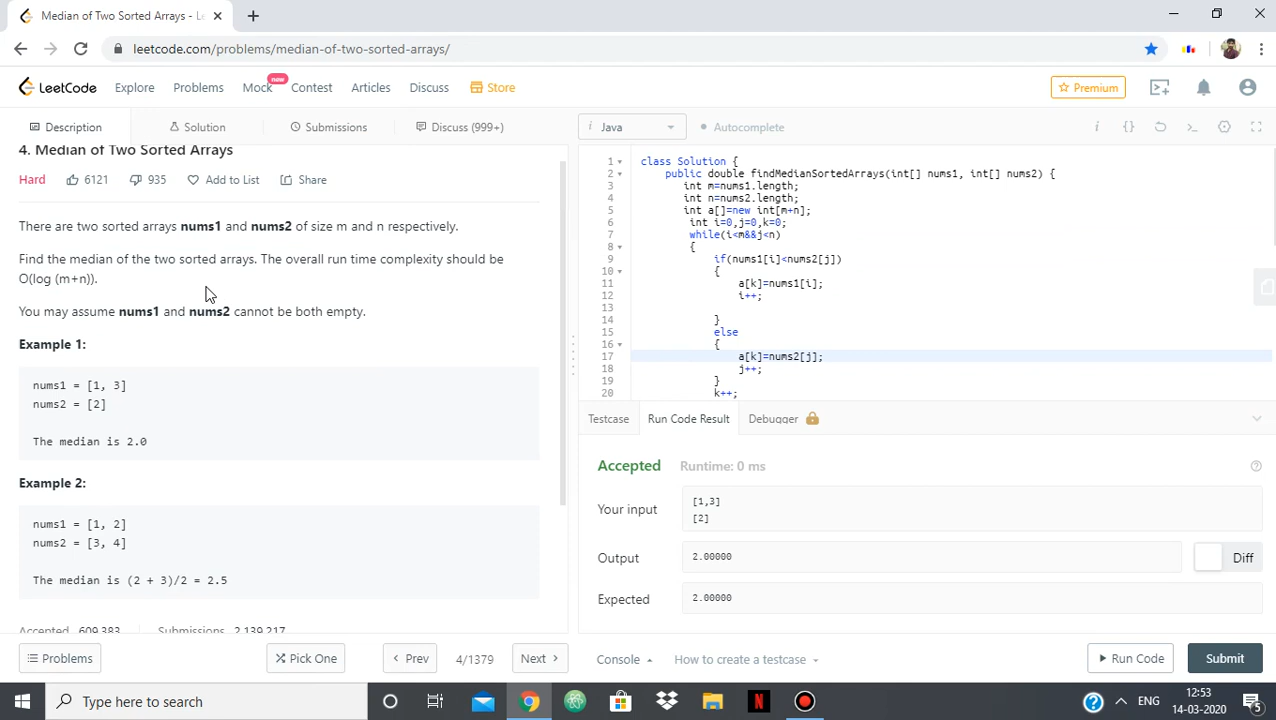 Median of Two Sorted Arrays - Le
leetcode.com/problems/median-of-two-sorted-arrays/
LeetCode Explore Problems Mock new Contest Articles Discuss Store Premium
Description Solution Submissions Discuss (999+)
4. Median of Two Sorted Arrays
Hard 6121 935 Add to List Share
There are two sorted arrays nums1 and nums2 of size m and n respectively.
Find the median of the two sorted arrays. The overall run time complexity should be
O(log (m+n)).
You may assume nums1 and nums2 cannot be both empty.
Example 1:
nums1 = [1, 3]
nums2 = [2]
The median is 2.0
Example 2:
nums1 = [1, 2]
nums2 = [3, 4]
The median is (2 + 3)/2 = 2.5
Accepted 609,383 Submissions 2,139,217
Problems Pick One Prev 4/1379 Next
i Java Autocomplete i {}
1 class Solution {
2 public double findMedianSortedArrays(int[] nums1, int[] nums2) {
3 int m=nums1.length;
4 int n=nums2.length;
5 int a[]=new int[m+n];
6 int i=0,j=0,k=0;
7 while(i<m&&j<n)
8 {
9 if(nums1[i]<nums2[j])
10 {
11 a[k]=nums1[i];
12 i++;
13
14 }
15 else
16 {
17 a[k]=nums2[j];
18 j++;
19 }
20 k++;
Testcase Run Code Result Debugger
Accepted Runtime: 0 ms
Your input
[1,3]
[2]
Output 2.00000 Diff
Expected 2.00000
Console How to create a testcase Run Code Submit
Type here to search
ENG 12:53
14-03-2020 5